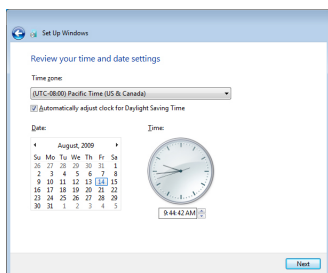 Set Up Windows
Review your time and date settings
Time zone:
(UTC-08:00) Pacific Time (US & Canada)
Automatically adjust clock for Daylight Saving Time
Date:
Time:
August, 2009
Su Mo Tu We Th Fr Sa
26 27 28 29 30 31 1
2 3 4 5 6 7 8
9 10 11 12 13 14 15
16 17 18 19 20 21 22
23 24 25 26 27 28 29
30 31 1 2 3 4 5
9:44:42 AM
Next